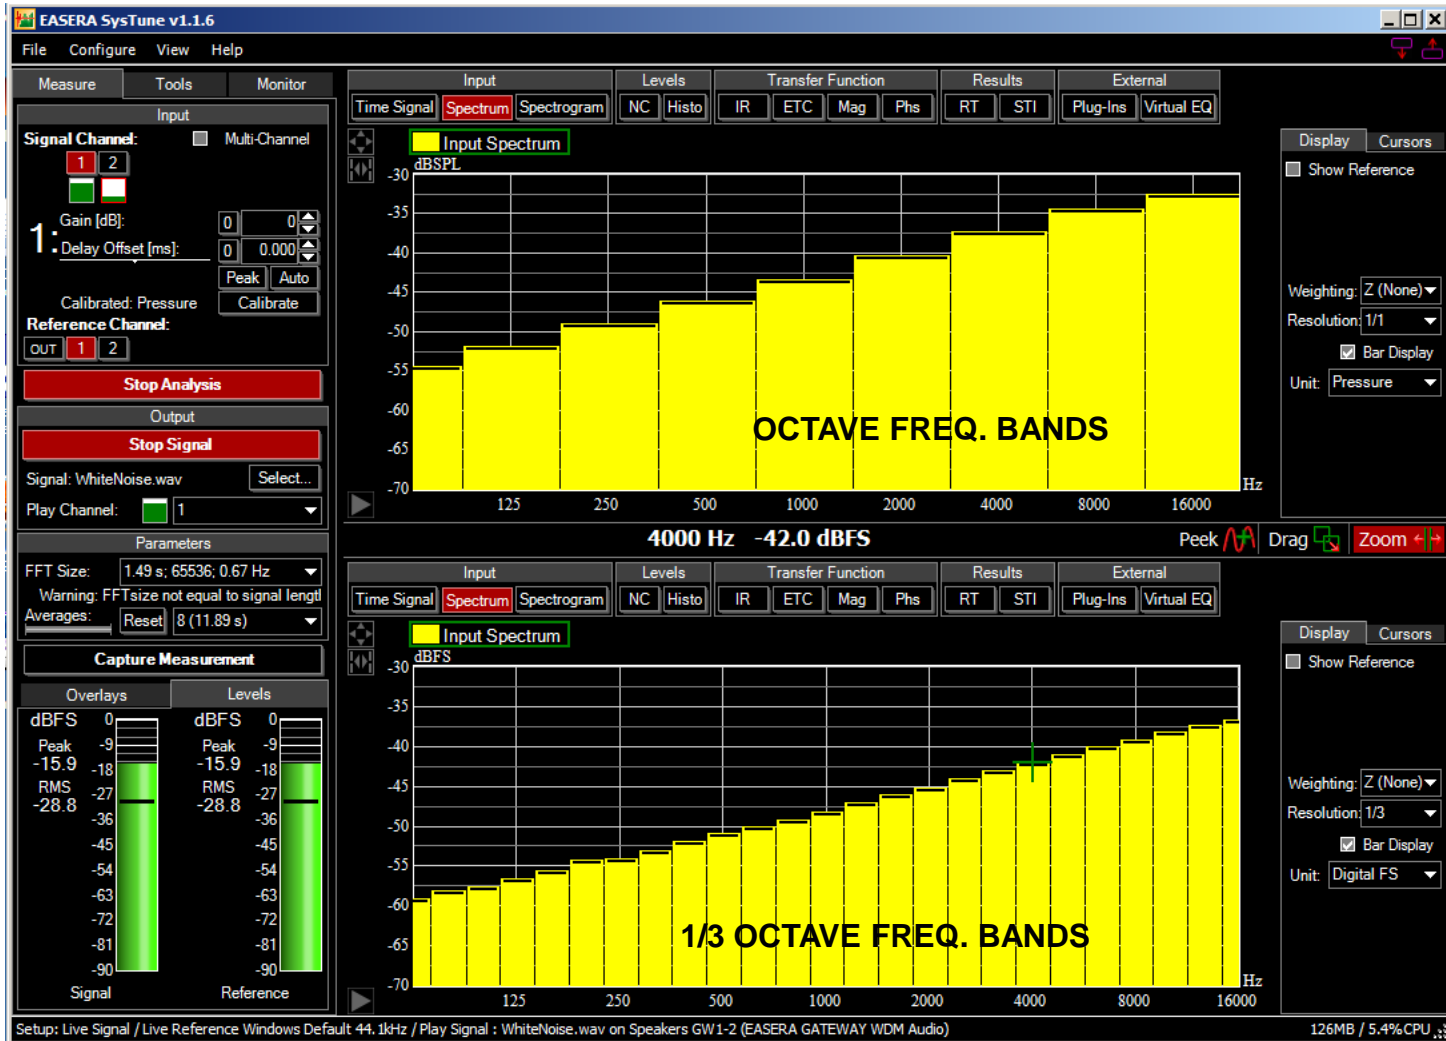 EASERA SysTune v1.1.6
File Configure View Help
Measure Tools Monitor
Input
Signal Channel: Multi-Channel
1 2
1:
Gain [dB]: 0 0
Delay Offset [ms]: 0 0.000
Peak Auto
Calibrated: Pressure Calibrate
Reference Channel:
OUT 1 2
Stop Analysis
Output
Stop Signal
Signal: WhiteNoise.wav Select...
Play Channel: 1
Parameters
FFT Size: 1.49 s; 65536; 0.67 Hz
Warning: FFTsize not equal to signal lengtl
Averages: Reset 8 (11.89 s)
Capture Measurement
Overlays Levels
dBFS 0 dBFS 0
Peak -9 Peak -9
-15.9 -18 -15.9 -18
RMS -27 RMS -27
-28.8 -36 -28.8 -36
-45 -45
-54 -54
-63 -63
-72 -72
-81 -81
-90 -90
Signal Reference
Input Levels Transfer Function Results External
Time Signal Spectrum Spectrogram NC Histo IR ETC Mag Phs RT STI Plug-Ins Virtual EQ
Input Spectrum
dBSPL
-30
-35
-40
-45
-50
-55
-60
-65
-70
OCTAVE FREQ. BANDS
125 250 500 1000 2000 4000 8000 16000 Hz
Display Cursors
Show Reference
Weighting: Z (None)
Resolution: 1/1
Bar Display
Unit: Pressure
4000 Hz -42.0 dBFS Peek Drag Zoom
Input Levels Transfer Function Results External
Time Signal Spectrum Spectrogram NC Histo IR ETC Mag Phs RT STI Plug-Ins Virtual EQ
Input Spectrum
dBFS
-30
-35
-40
-45
-50
-55
-60
-65
-70
1/3 OCTAVE FREQ. BANDS
125 250 500 1000 2000 4000 8000 16000 Hz
Display Cursors
Show Reference
Weighting: Z (None)
Resolution: 1/3
Bar Display
Unit: Digital FS
Setup: Live Signal / Live Reference Windows Default 44.1kHz / Play Signal : WhiteNoise.wav on Speakers GW1-2 (EASERA GATEWAY WDM Audio) 126MB / 5.4%CPU